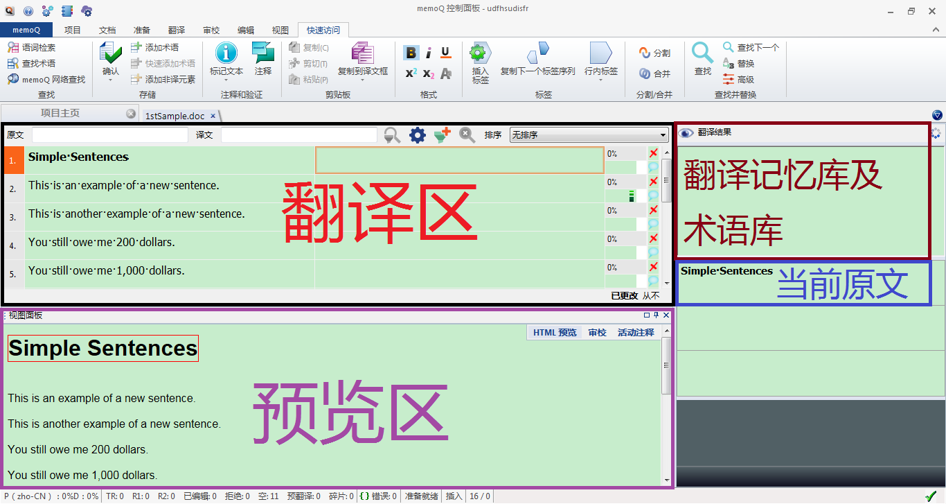 memoQ 控制面板 - udfhsudisfr
memoQ 项目 文档 准备 翻译 审校 编辑 视图 快速访问
语词检索
查找术语
memoQ 网络查找
查找
确认
添加术语
快速添加术语
添加非译元素
存储
标记文本
注释
注释和验证
复制(C)
剪切(T)
粘贴(P)
复制到译文框
剪贴板
B i U
X² X₂ A
格式
插入
标签
复制下一个标签序列
行内标签
标签
分割
合并
分割/合并
查找
查找下一个
替换
高级
查找并替换
项目主页
1stSample.doc ×
原文 译文 排序 无排序
1. Simple·Sentences 0%
2. This·is·an·example·of·a·new·sentence. 0%
3. This·is·another·example·of·a·new·sentence. 0%
4. You·still·owe·me·200·dollars. 0%
5. You·still·owe·me·1,000·dollars. 0%
翻译区
已更改 从不
翻译结果
翻译记忆库及
术语库
Simple·Sentences
当前原文
视图面板
HTML 预览 审校 活动注释
Simple Sentences
This is an example of a new sentence.
This is another example of a new sentence.
You still owe me 200 dollars.
You still owe me 1,000 dollars.
预览区
P（zho-CN）: 0%D : 0% TR: 0 R1: 0 R2: 0 已编辑: 0 拒绝: 0 空: 11 预翻译: 0 碎片: 0 {} 错误: 0 准备就绪 插入 16 / 0